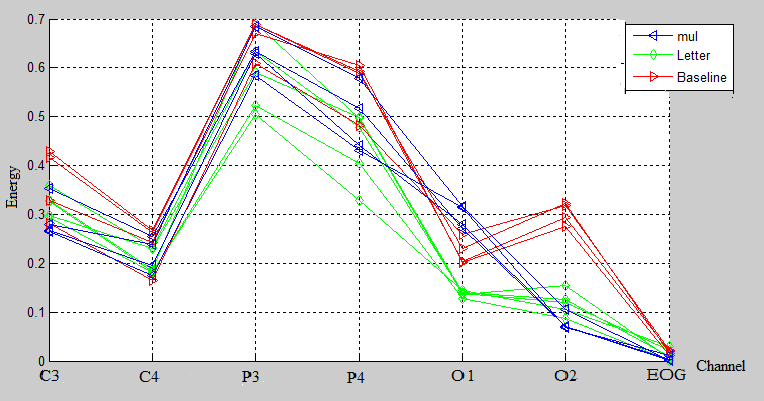 0.7
0.6
0.5
0.4
0.3
0.2
0.1
0
Energy
mul
Letter
Baseline
C3
C4
P3
P4
O1
O2
EOG
Channel